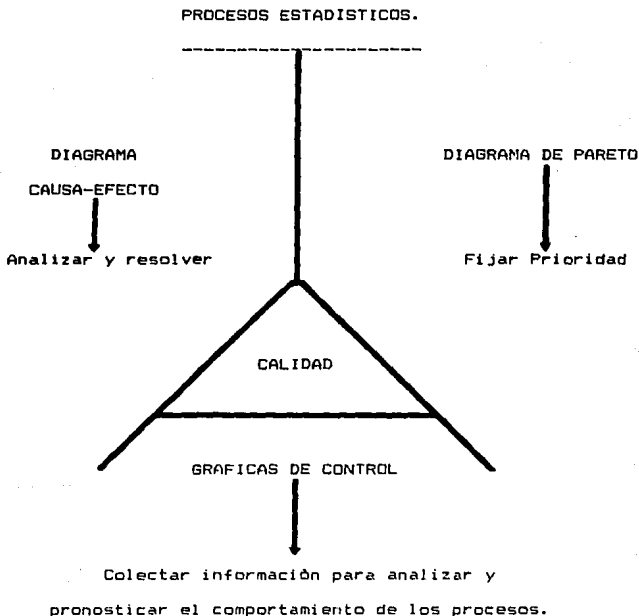 PROCESOS ESTADISTICOS.
DIAGRAMA
CAUSA-EFECTO
Analizar y resolver
DIAGRAMA DE PARETO
Fijar Prioridad
CALIDAD
GRAFICAS DE CONTROL
Colectar información para analizar y
pronosticar el comportamiento de los procesos.